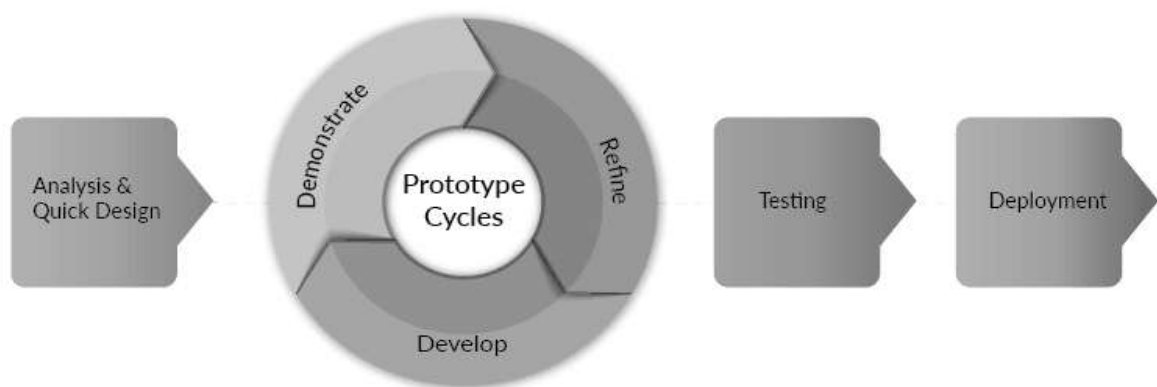 Analysis &
Quick Design
Demonstrate
Prototype
Cycles
Refine
Develop
Testing
Deployment